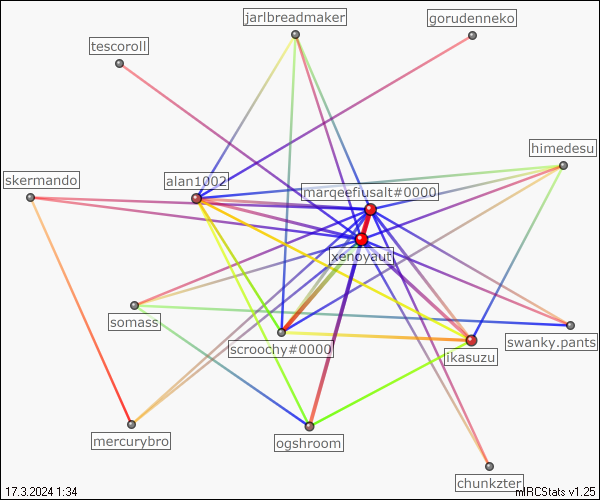 jarlbreadmaker
gorudenneko
tescoroll
himedesu
skermando
alan1002
marqeefiusalt#0000
xenoyaut
somass
scroochy#0000
swanky.pants
ikasuzu
mercurybro
ogshroom
chunkzter
17.3.2024 1:34
mIRCStats v1.25